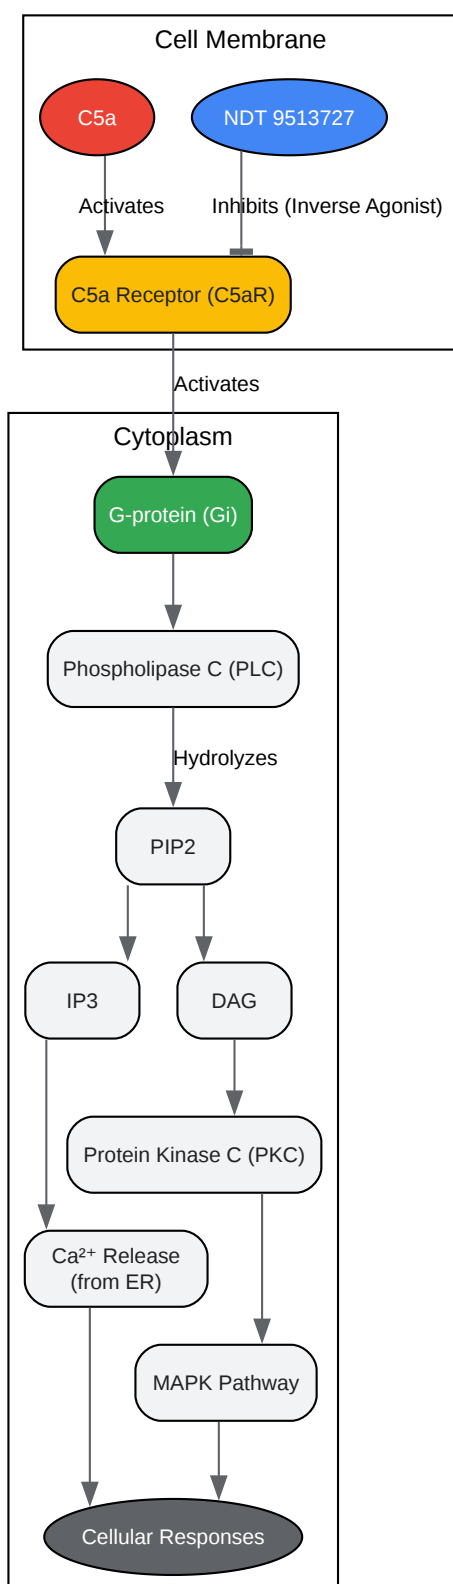 Cell Membrane
C5a
NDT 9513727
Activates
Inhibits (Inverse Agonist)
C5a Receptor (C5aR)
Activates
Cytoplasm
G-protein (Gi)
Phospholipase C (PLC)
Hydrolyzes
PIP2
IP3
DAG
Protein Kinase C (PKC)
Ca²⁺ Release
(from ER)
MAPK Pathway
Cellular Responses